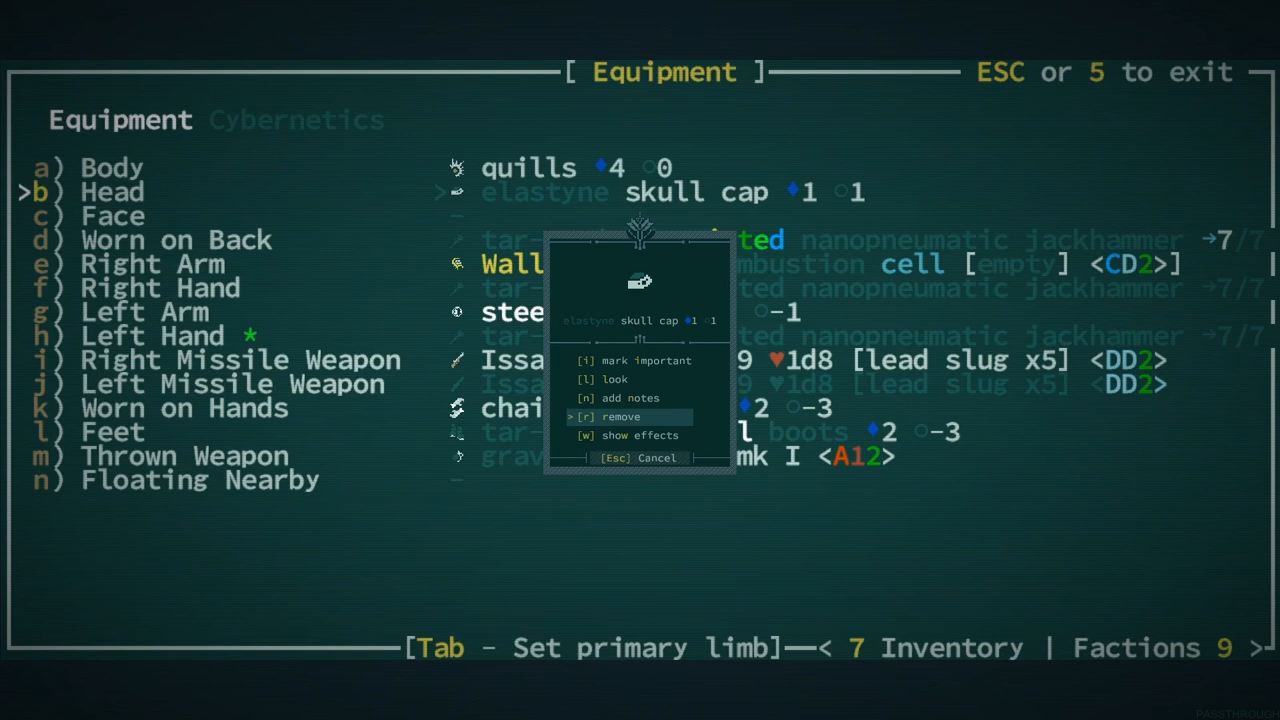 [ Equipment ] ESC or 5 to exit
Equipment Cybernetics
a) Body quills ♦4 ○0
>b) Head > elastyne skull cap ♦1 ○1
c) Face –
d) Worn on Back tar- ted nanopneumatic jackhammer →7/7
e) Right Arm Wall mbustion cell [empty] <CD2>]
f) Right Hand tar- ted nanopneumatic jackhammer →7/7
g) Left Arm stee ○-1
h) Left Hand * tar- ted nanopneumatic jackhammer →7/7
i) Right Missile Weapon Issa 9 ♥1d8 [lead slug x5] <DD2>
j) Left Missile Weapon Issa 9 ♥1d8 [lead slug x5] <DD2>
k) Worn on Hands chai ♦2 ○-3
l) Feet tar- l boots ♦2 ○-3
m) Thrown Weapon grav mk I <A12>
n) Floating Nearby –
elastyne skull cap ♦1 ○1
[i] mark important
[l] look
[n] add notes
> [r] remove
[w] show effects
[Esc] Cancel
[Tab - Set primary limb] < 7 Inventory | Factions 9 >
PASSTHROUGH